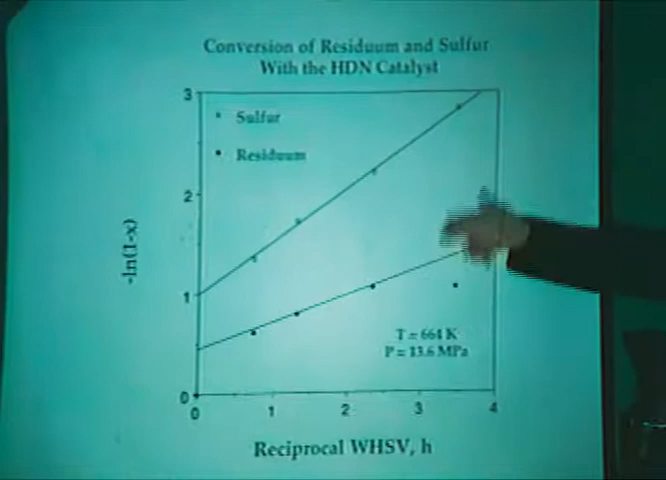 Conversion of Residuum and Sulfur
With the HDN Catalyst
3
Sulfur
Residuum
2
-ln(1-x)
1
T = 664 K
P = 13.6 MPa
0
0 1 2 3 4
Reciprocal WHSV, h